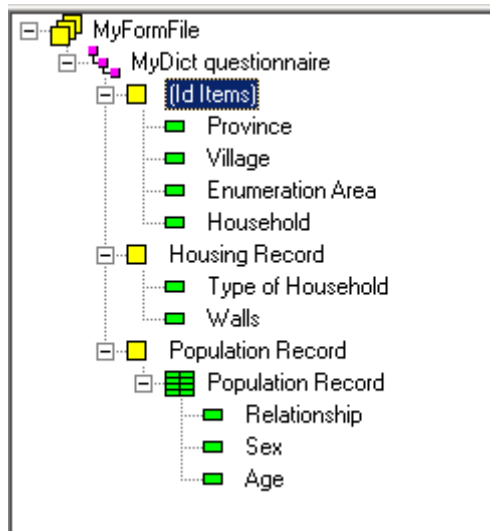 MyFormFile
MyDict questionnaire
(Id Items)
Province
Village
Enumeration Area
Household
Housing Record
Type of Household
Walls
Population Record
Population Record
Relationship
Sex
Age